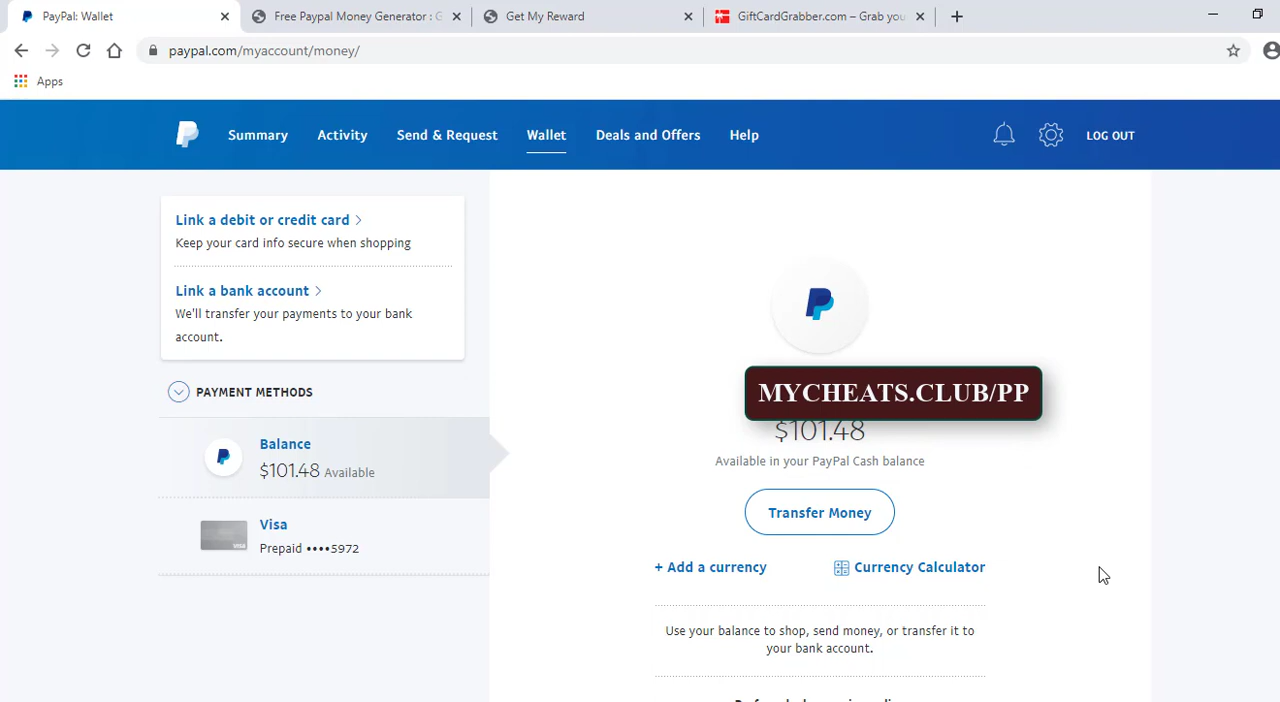 PayPal: Wallet
Free Paypal Money Generator : G
Get My Reward
GiftCardGrabber.com – Grab you
paypal.com/myaccount/money/
Apps
Summary
Activity
Send & Request
Wallet
Deals and Offers
Help
LOG OUT
Link a debit or credit card
Keep your card info secure when shopping
Link a bank account
We'll transfer your payments to your bank
account.
PAYMENT METHODS
Balance
$101.48 Available
Visa
Prepaid ••••5972
VISA
MYCHEATS.CLUB/PP
$101.48
Available in your PayPal Cash balance
Transfer Money
+ Add a currency
Currency Calculator
Use your balance to shop, send money, or transfer it to
your bank account.